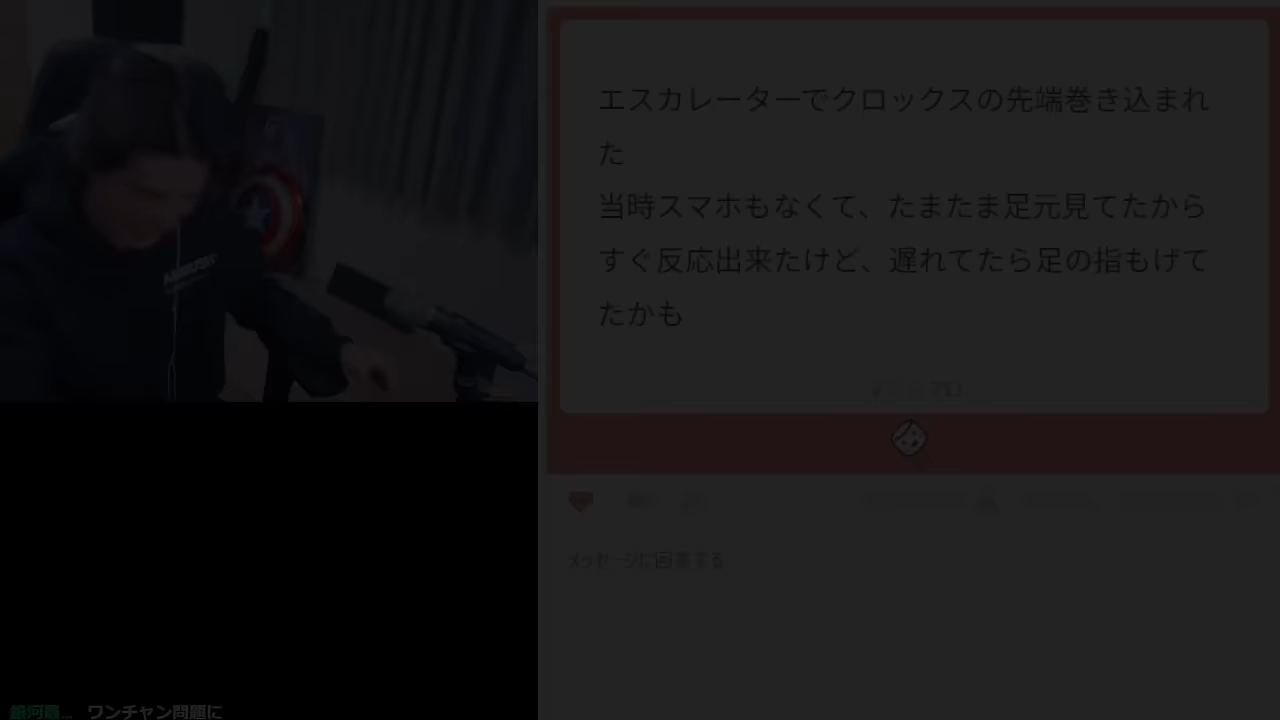 エスカレーターでクロックスの先端巻き込まれ
た
当時スマホもなくて、たまたま足元見てたから
すぐ反応出来たけど、遅れてたら足の指もげて
たかも
メッセージに回答する
ワンチャン問題に